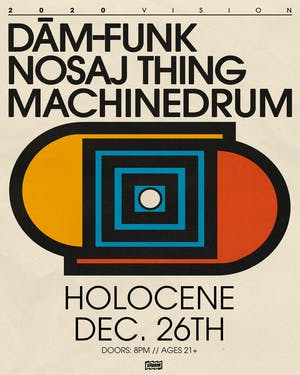 2020 VISION
DĀM-FUNK
NOSAJ THING
MACHINEDRUM
HOLOCENE
DEC. 26TH
DOORS: 8PM // AGES 21+